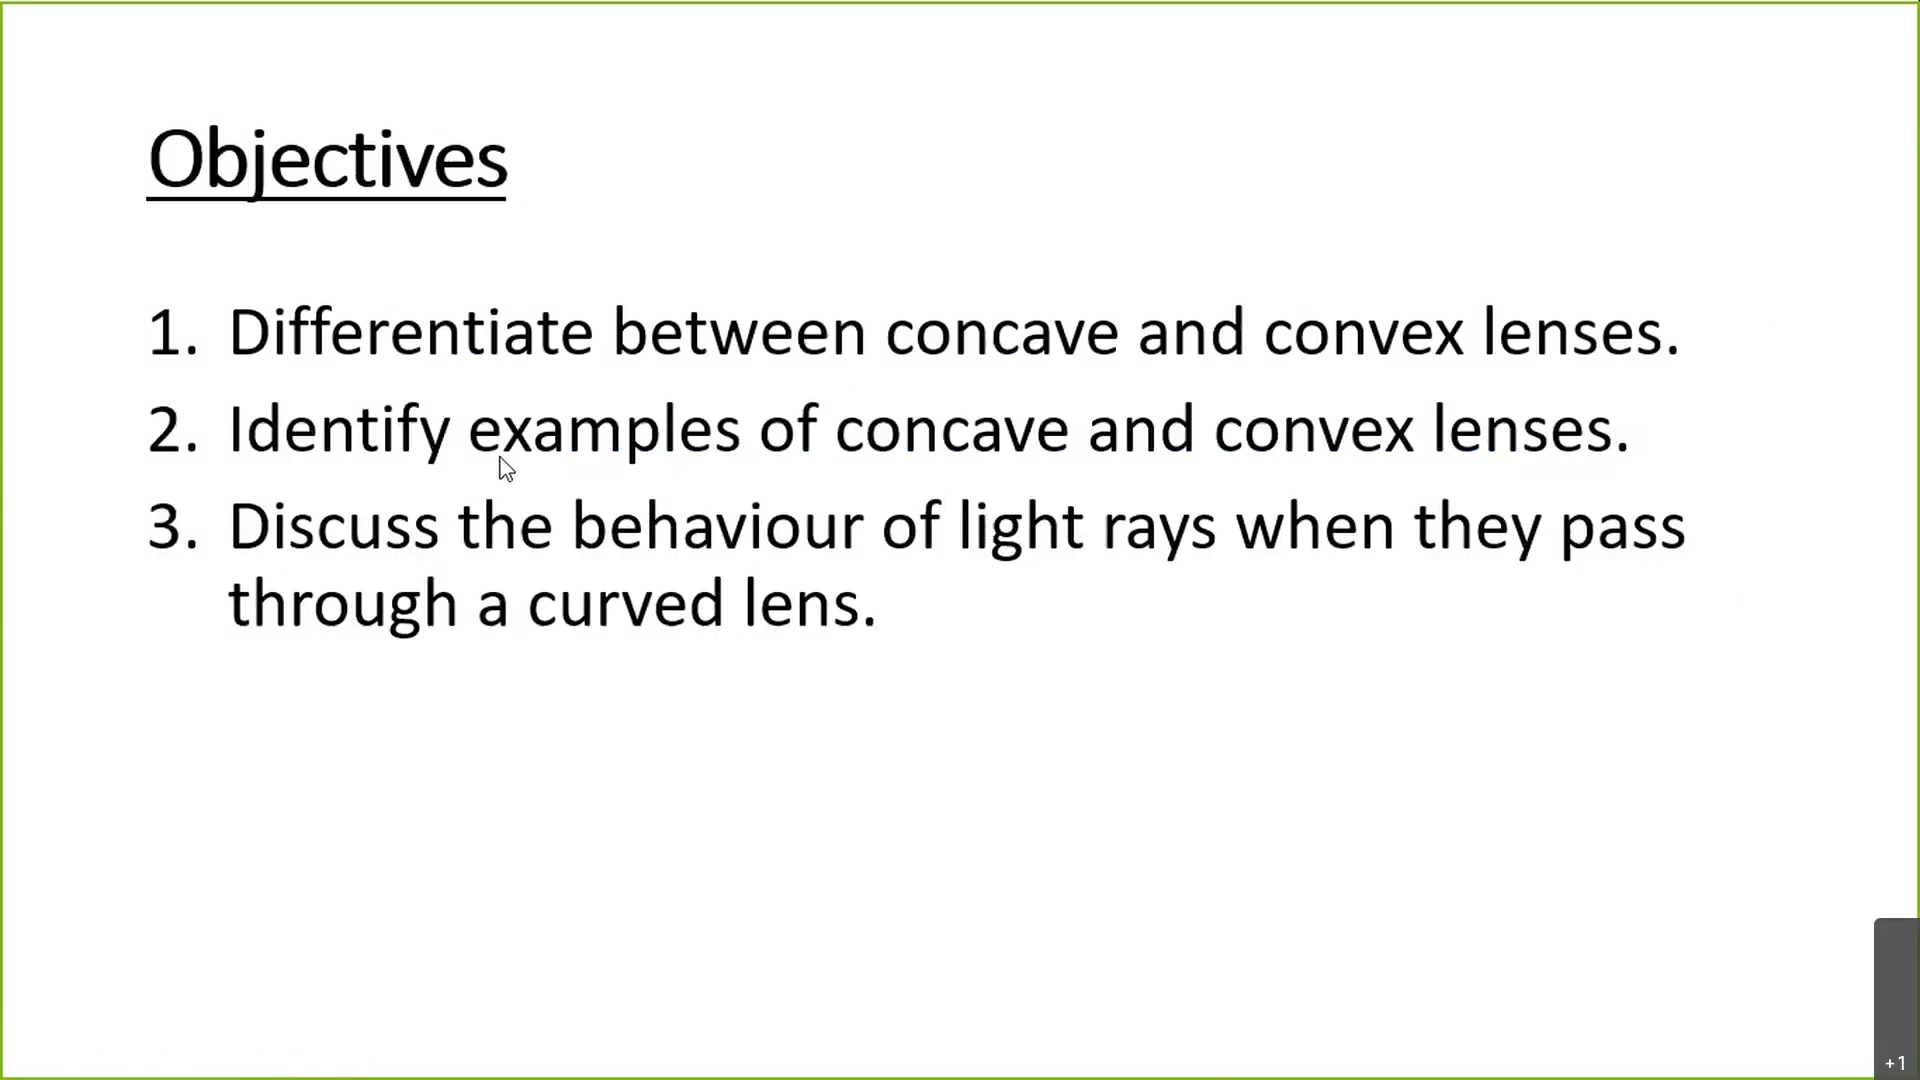 Objectives
1. Differentiate between concave and convex lenses.
2. Identify examples of concave and convex lenses.
3. Discuss the behaviour of light rays when they pass
through a curved lens.
+1